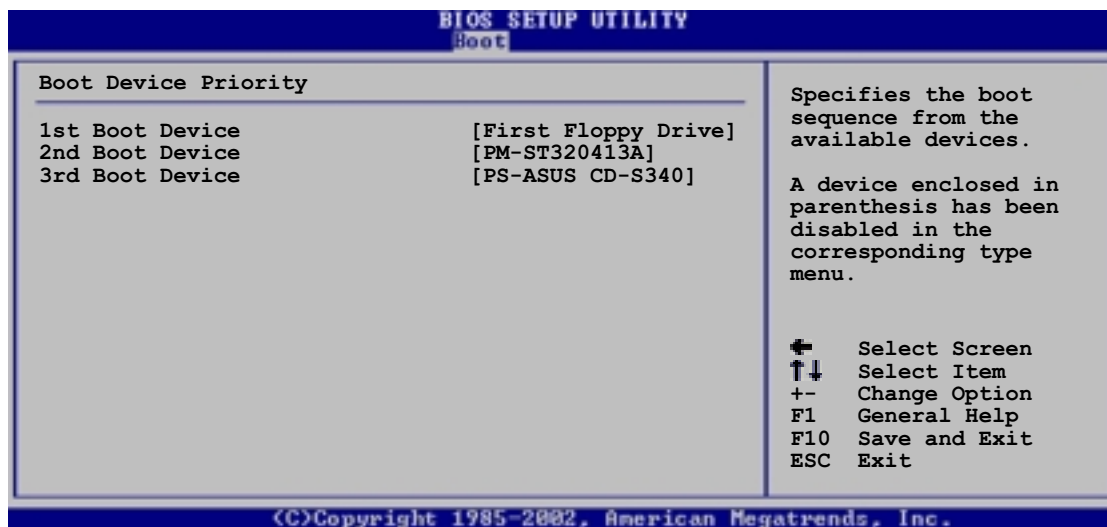 BIOS SETUP UTILITY
Boot
Boot Device Priority
1st Boot Device [First Floppy Drive]
2nd Boot Device [PM-ST320413A]
3rd Boot Device [PS-ASUS CD-S340]
Specifies the boot
sequence from the
available devices.
A device enclosed in
parenthesis has been
disabled in the
corresponding type
menu.
← Select Screen
↑↓ Select Item
+- Change Option
F1 General Help
F10 Save and Exit
ESC Exit
(C)Copyright 1985-2002, American Megatrends, Inc.